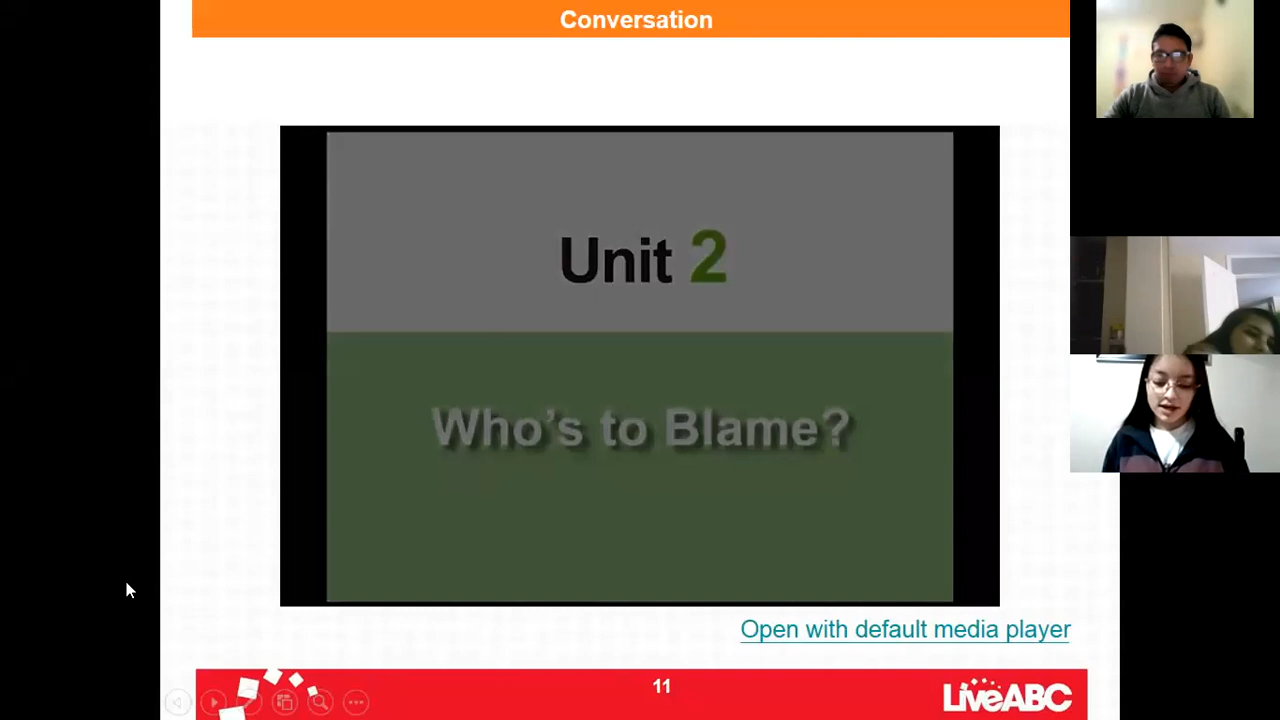 Conversation
Unit 2
Who's to Blame?
Open with default media player
11
LiveABC